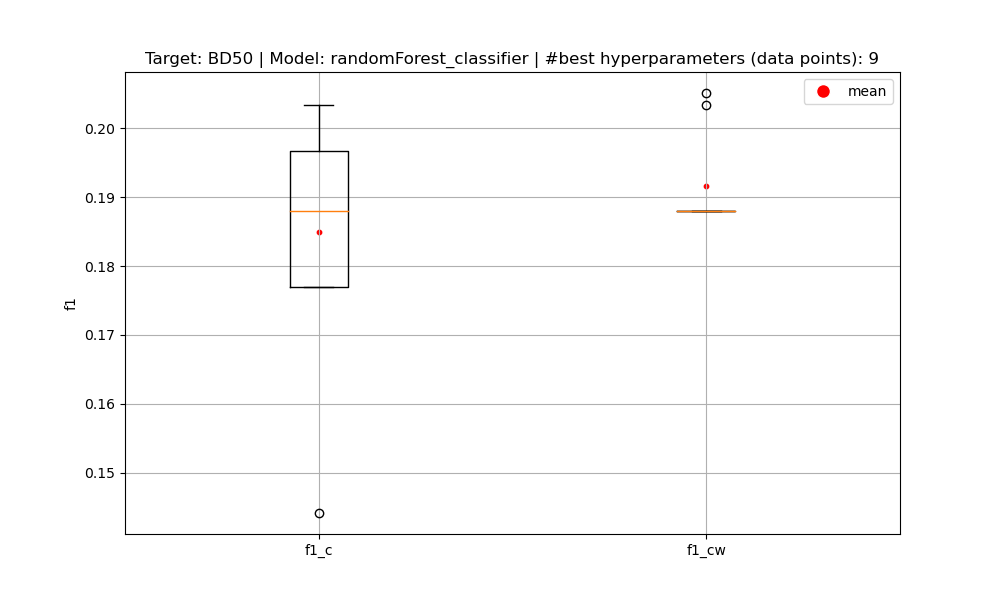 Target: BD50 | Model: randomForest_classifier | #best hyperparameters (data points): 9
mean
0.20
0.19
0.18
0.17
0.16
0.15
f1
f1_c
f1_cw